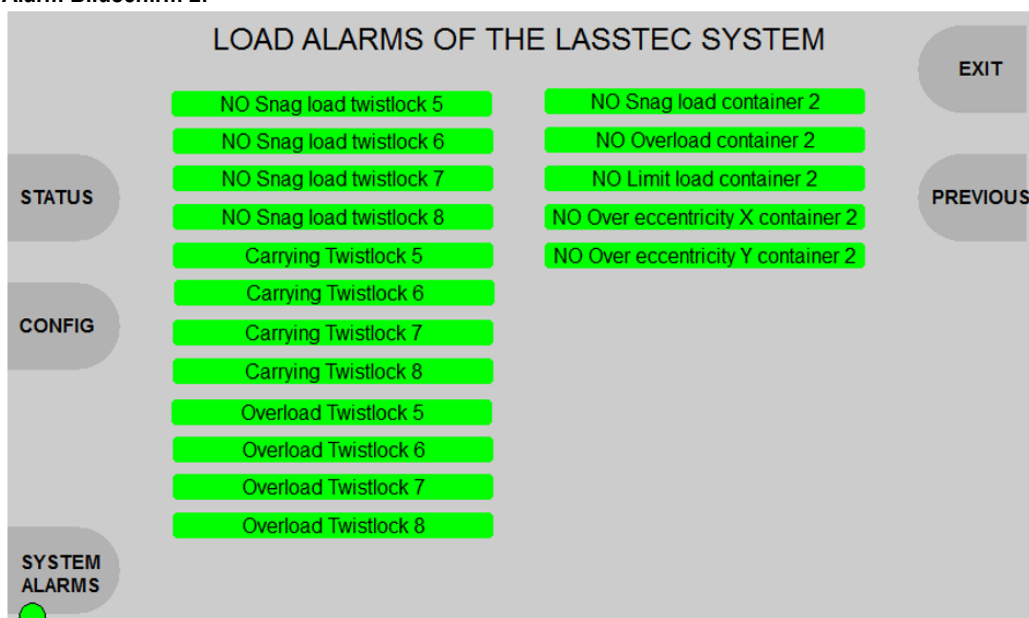 Alarm Bildschirm 2:
LOAD ALARMS OF THE LASSTEC SYSTEM
EXIT
NO Snag load twistlock 5
NO Snag load twistlock 6
NO Snag load twistlock 7
NO Snag load twistlock 8
Carrying Twistlock 5
Carrying Twistlock 6
Carrying Twistlock 7
Carrying Twistlock 8
Overload Twistlock 5
Overload Twistlock 6
Overload Twistlock 7
Overload Twistlock 8
NO Snag load container 2
NO Overload container 2
NO Limit load container 2
NO Over eccentricity X container 2
NO Over eccentricity Y container 2
STATUS
PREVIOUS
CONFIG
SYSTEM
ALARMS